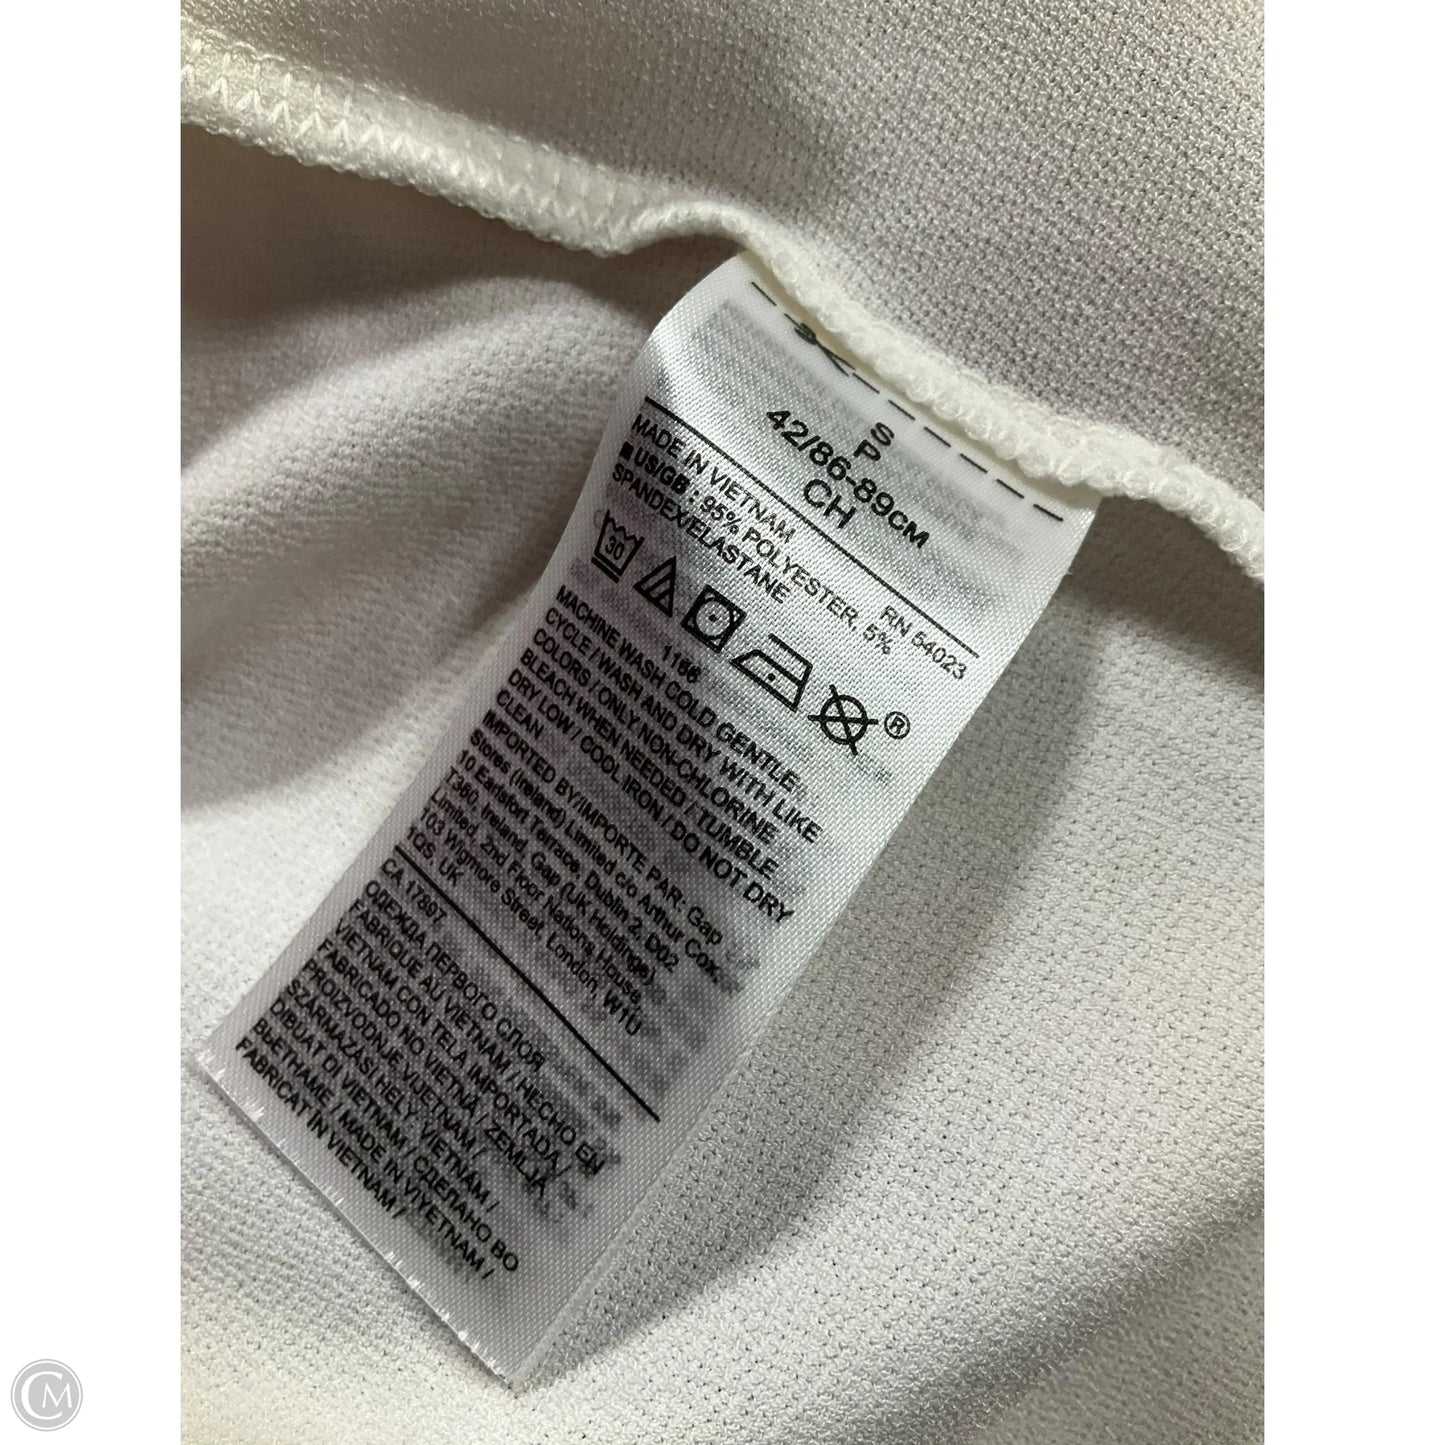 S
P
42/86-89CM
CH
MADE IN VIETNAM RN 54023
US/GB : 95% POLYESTER, 5%
SPANDEX/ELASTANE
30
®
1166
MACHINE WASH COLD GENTLE
CYCLE / WASH AND DRY WITH LIKE
COLORS / ONLY NON-CHLORINE
BLEACH WHEN NEEDED / TUMBLE
DRY LOW / COOL IRON / DO NOT DRY
CLEAN
IMPORTED BY/IMPORTE PAR: Gap
Stores (Ireland) Limited c/o Arthur Cox,
10 Earlsfort Terrace, Dublin 2, D02
T380, Ireland, Gap (UK Holdings)
Limited, 2nd Floor Nations House,
103 Wigmore Street, London, W1U
1QS, UK
CA 17897
ОДЕЖДА ПЕРВОГО СЛОЯ
FABRIQUE AU VIETNAM / HECHO EN
VIETNAM CON TELA IMPORTADA /
FABRICADO NO VIETNÃ / ZEMLJA
PROIZVODNJE VIJETNAM /
SZÁRMAZÁSI HELY: VIETNAM /
DIBUAT DI VIETNAM / СДЕЛАНО ВО
ВЬЕТНАМЕ / MADE IN VİYETNAM /
FABRICAT IN VIETNAM /
CM